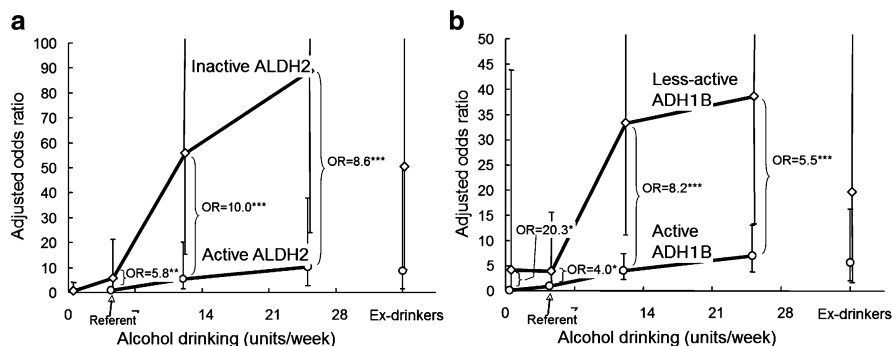 a
Adjusted odds ratio
100
90
80
70
60
50
40
30
20
10
0
Inactive ALDH2
OR=8.6***
OR=10.0***
Active ALDH2
OR=5.8**
0
7
14
21
28
Ex-drinkers
Referent
Alcohol drinking (units/week)
b
Adjusted odds ratio
50
45
40
35
30
25
20
15
10
5
0
Less-active
ADH1B
OR=5.5***
OR=8.2***
Active
ADH1B
OR=20.3*
OR=4.0*
0
7
14
21
28
Ex-drinkers
Referent
Alcohol drinking (units/week)